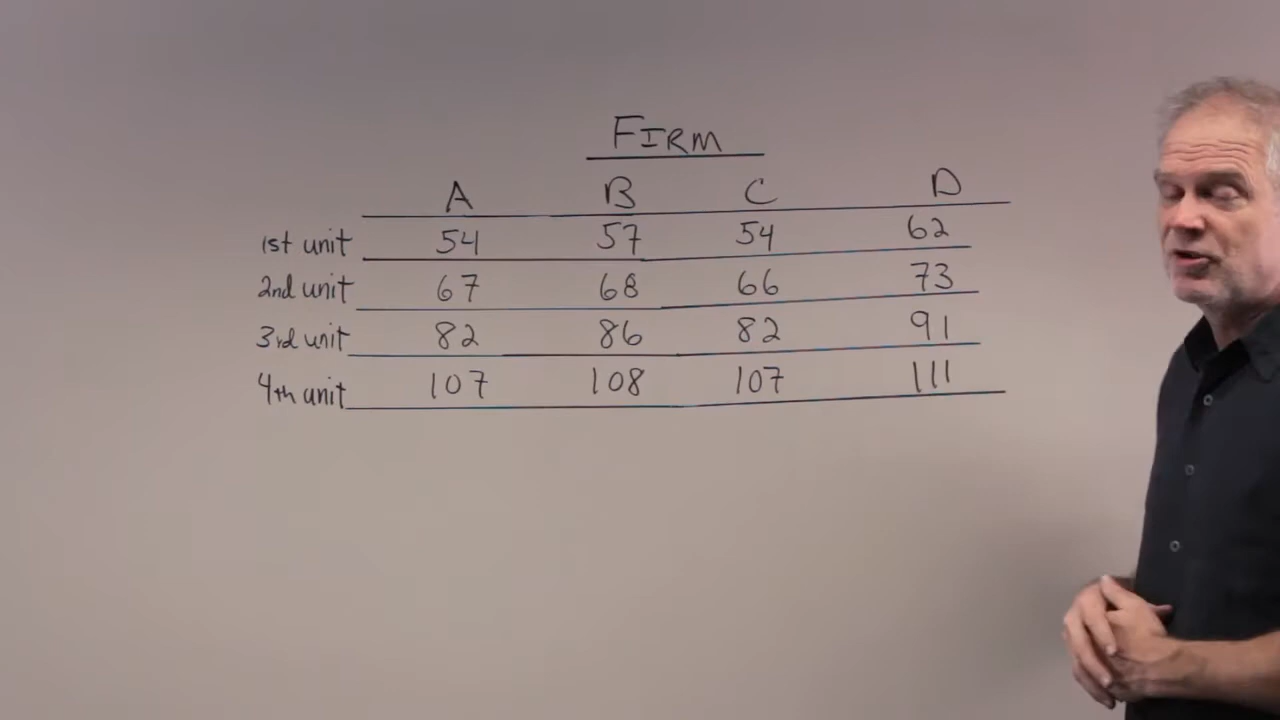 FIRM
A B C D
1st unit 54 57 54 62
2nd unit 67 68 66 73
3rd unit 82 86 82 91
4th unit 107 108 107 111